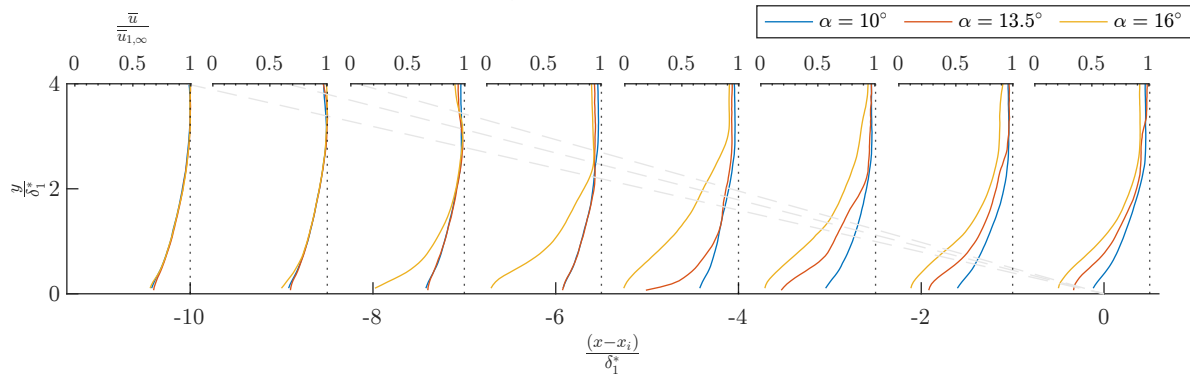 u̅ / u̅₁,∞
α = 10° α = 13.5° α = 16°
0 0.5 1 0 0.5 1 0 0.5 1 0 0.5 1 0 0.5 1 0 0.5 1 0 0.5 1 0 0.5 1
4
y / δ₁*
2
0
-10 -8 -6 -4 -2 0
(x−xᵢ) / δ₁*